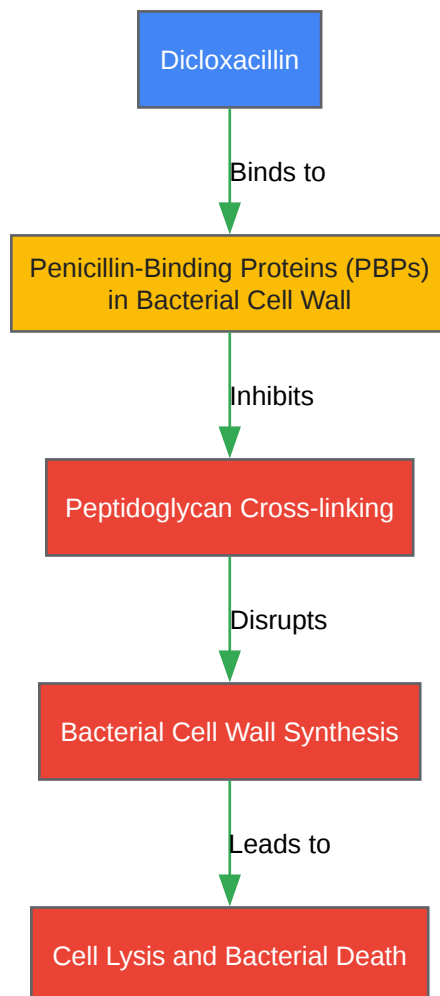 Dicloxacillin
Binds to
Penicillin-Binding Proteins (PBPs)
in Bacterial Cell Wall
Inhibits
Peptidoglycan Cross-linking
Disrupts
Bacterial Cell Wall Synthesis
Leads to
Cell Lysis and Bacterial Death